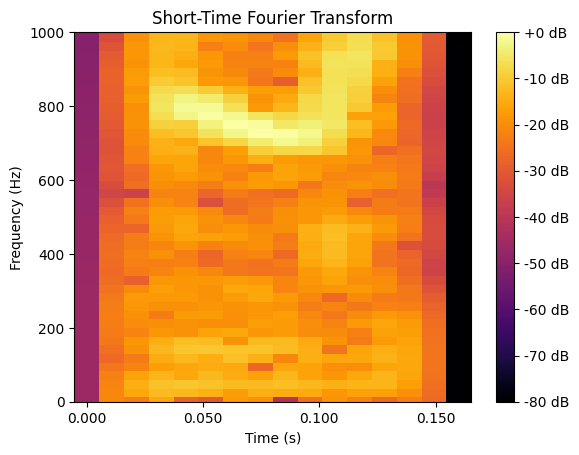 Short-Time Fourier Transform
1000
800
600
400
200
0
Frequency (Hz)
0.000
0.050
0.100
0.150
Time (s)
+0 dB
-10 dB
-20 dB
-30 dB
-40 dB
-50 dB
-60 dB
-70 dB
-80 dB